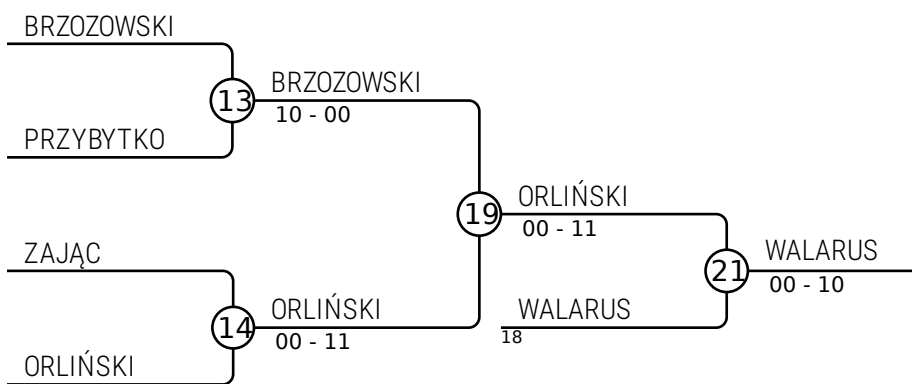 BRZOZOWSKI
13
BRZOZOWSKI
10 - 00
PRZYBYTKO
19
ORLIŃSKI
00 - 11
ZAJĄC
21
WALARUS
00 - 10
14
ORLIŃSKI
00 - 11
WALARUS
18
ORLIŃSKI